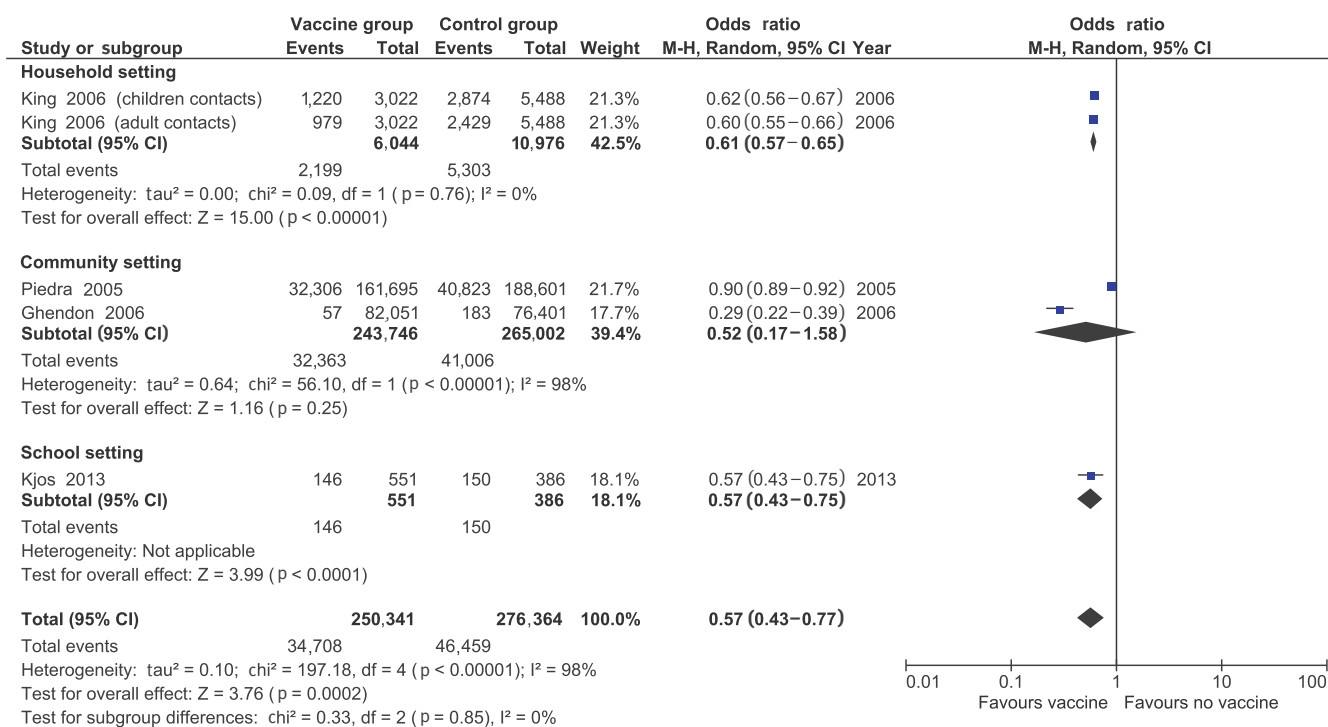 Vaccine group Control group Odds ratio Odds ratio
Study or subgroup Events Total Events Total Weight M-H, Random, 95% CI Year M-H, Random, 95% CI
Household setting
King 2006 (children contacts) 1,220 3,022 2,874 5,488 21.3% 0.62 (0.56–0.67) 2006
King 2006 (adult contacts) 979 3,022 2,429 5,488 21.3% 0.60 (0.55–0.66) 2006
Subtotal (95% CI) 6,044 10,976 42.5% 0.61 (0.57–0.65)
Total events 2,199 5,303
Heterogeneity: tau² = 0.00; chi² = 0.09, df = 1 (p = 0.76); I² = 0%
Test for overall effect: Z = 15.00 (p < 0.00001)
Community setting
Piedra 2005 32,306 161,695 40,823 188,601 21.7% 0.90 (0.89–0.92) 2005
Ghendon 2006 57 82,051 183 76,401 17.7% 0.29 (0.22–0.39) 2006
Subtotal (95% CI) 243,746 265,002 39.4% 0.52 (0.17–1.58)
Total events 32,363 41,006
Heterogeneity: tau² = 0.64; chi² = 56.10, df = 1 (p < 0.00001); I² = 98%
Test for overall effect: Z = 1.16 (p = 0.25)
School setting
Kjos 2013 146 551 150 386 18.1% 0.57 (0.43–0.75) 2013
Subtotal (95% CI) 551 386 18.1% 0.57 (0.43–0.75)
Total events 146 150
Heterogeneity: Not applicable
Test for overall effect: Z = 3.99 (p < 0.0001)
Total (95% CI) 250,341 276,364 100.0% 0.57 (0.43–0.77)
Total events 34,708 46,459
Heterogeneity: tau² = 0.10; chi² = 197.18, df = 4 (p < 0.00001); I² = 98%
Test for overall effect: Z = 3.76 (p = 0.0002)
Test for subgroup differences: chi² = 0.33, df = 2 (p = 0.85), I² = 0%
0.01 0.1 1 10 100
Favours vaccine Favours no vaccine